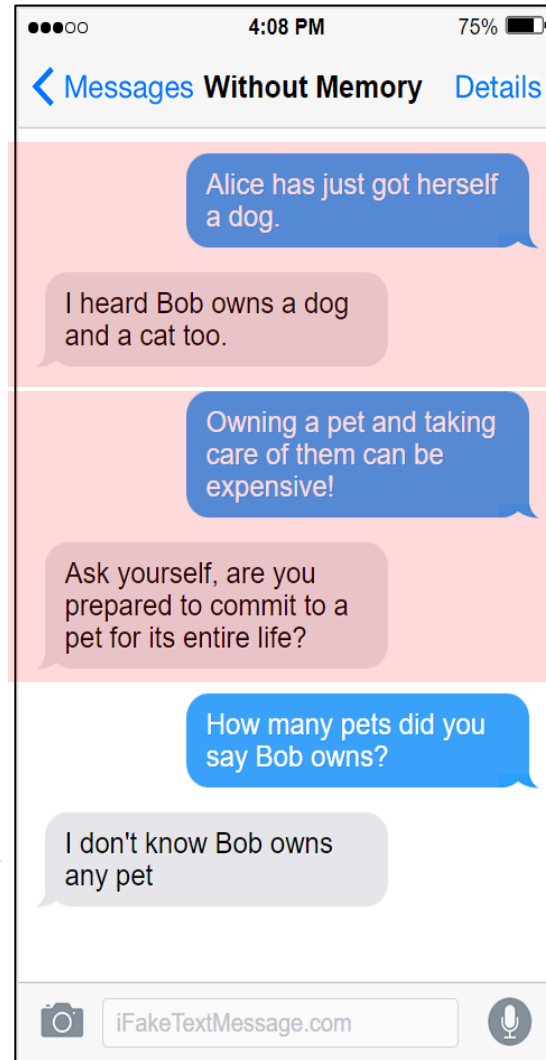 4:08 PM 75%
Messages Without Memory Details
Alice has just got herself
a dog.
I heard Bob owns a dog
and a cat too.
Owning a pet and taking
care of them can be
expensive!
Ask yourself, are you
prepared to commit to a
pet for its entire life?
How many pets did you
say Bob owns?
I don't know Bob owns
any pet
iFakeTextMessage.com